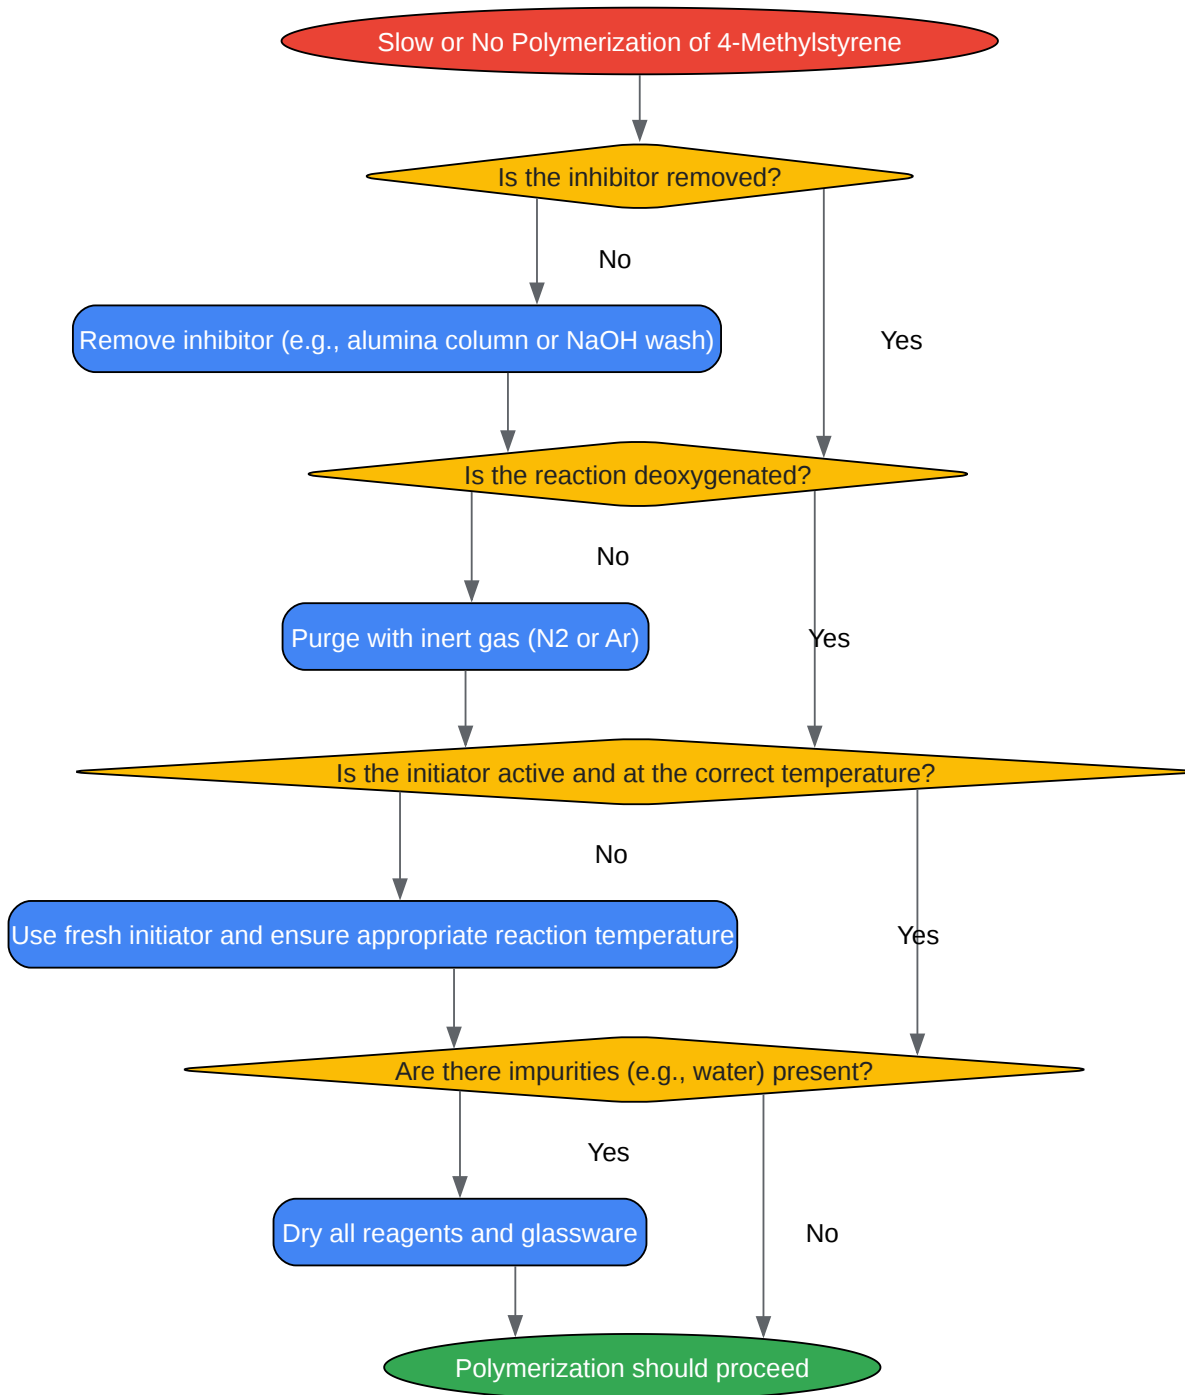 Slow or No Polymerization of 4-Methylstyrene
Is the inhibitor removed?
No
Remove inhibitor (e.g., alumina column or NaOH wash)
Yes
Is the reaction deoxygenated?
No
Purge with inert gas (N2 or Ar)
Yes
Is the initiator active and at the correct temperature?
No
Use fresh initiator and ensure appropriate reaction temperature
Yes
Are there impurities (e.g., water) present?
Yes
Dry all reagents and glassware
No
Polymerization should proceed